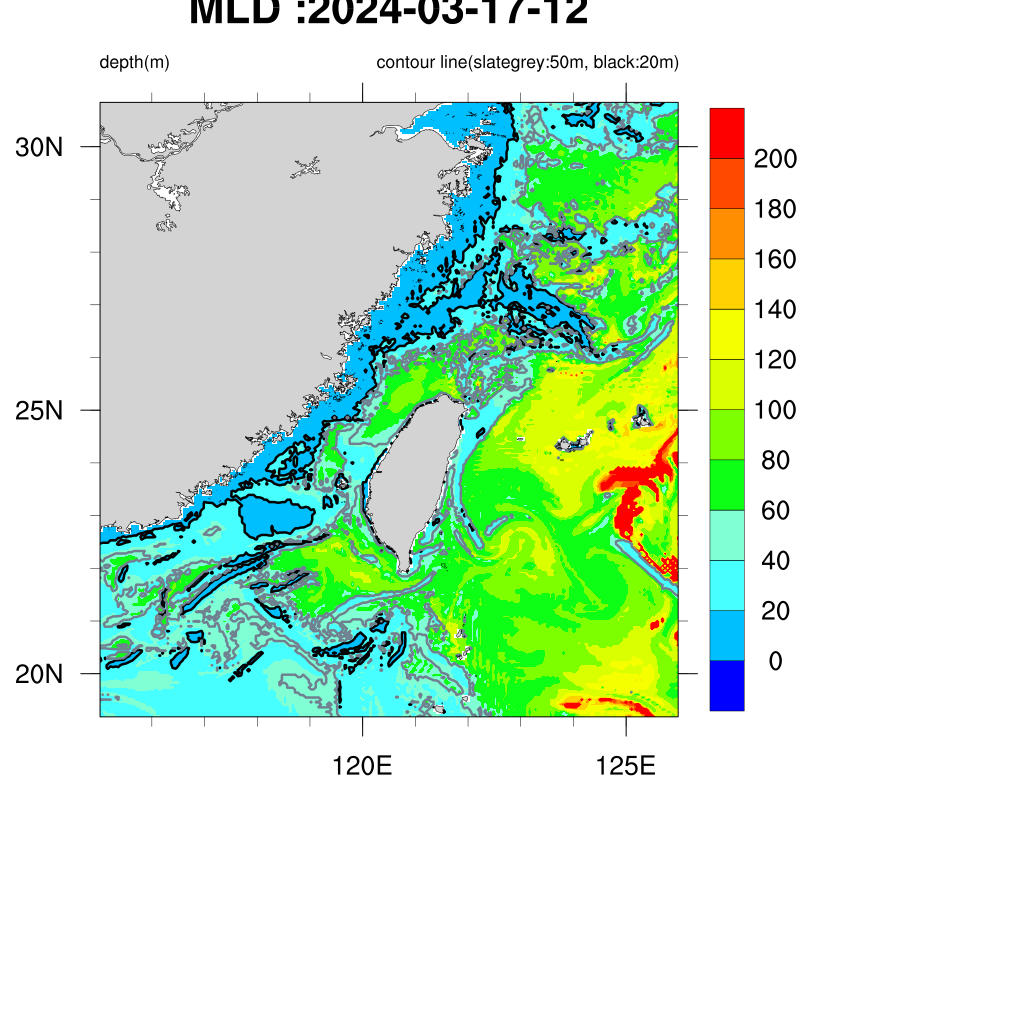 MLD :2024-03-17-12
depth(m)
contour line(slategrey:50m, black:20m)
30N
25N
20N
120E
125E
200
180
160
140
120
100
80
60
40
20
0